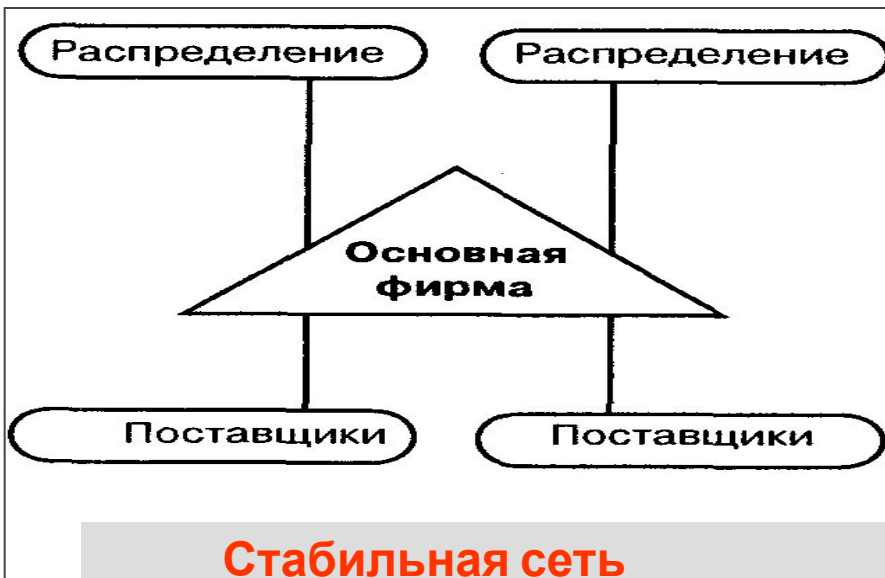 Распределение
Распределение
Основная
фирма
Поставщики
Поставщики
Стабильная сеть